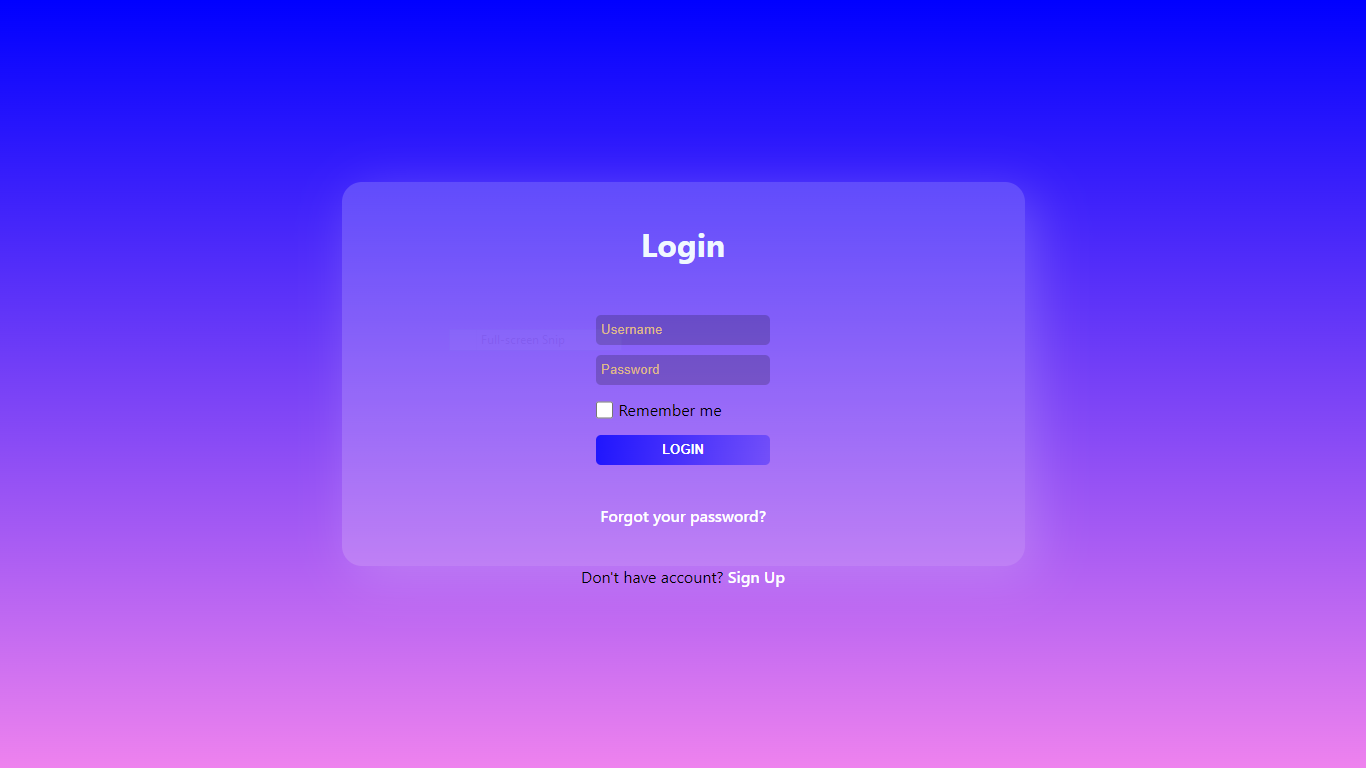 Login
Username
Full-screen Snip
Password
Remember me
LOGIN
Forgot your password?
Don't have account? Sign Up